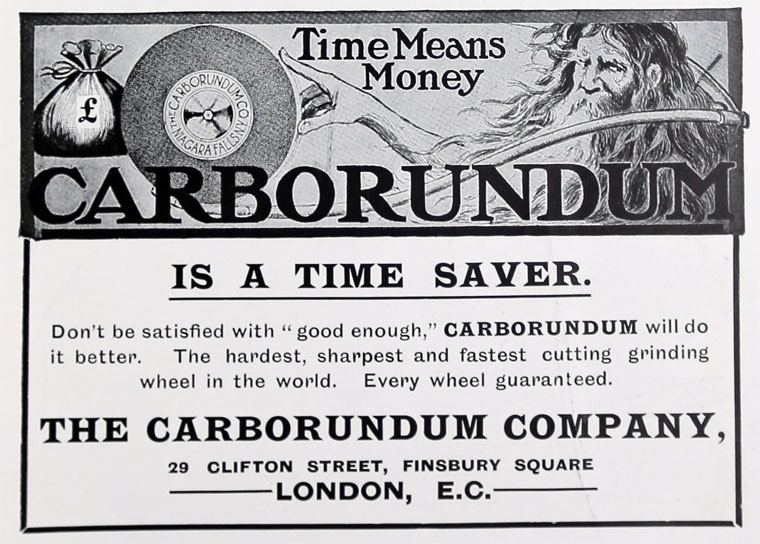 Time Means
Money
£
THE CARBORUNDUM CO.
NIAGARA FALLS N.Y.
CARBORUNDUM
IS A TIME SAVER.
Don't be satisfied with "good enough," CARBORUNDUM will do
it better. The hardest, sharpest and fastest cutting grinding
wheel in the world. Every wheel guaranteed.
THE CARBORUNDUM COMPANY,
29 CLIFTON STREET, FINSBURY SQUARE
LONDON, E.C.